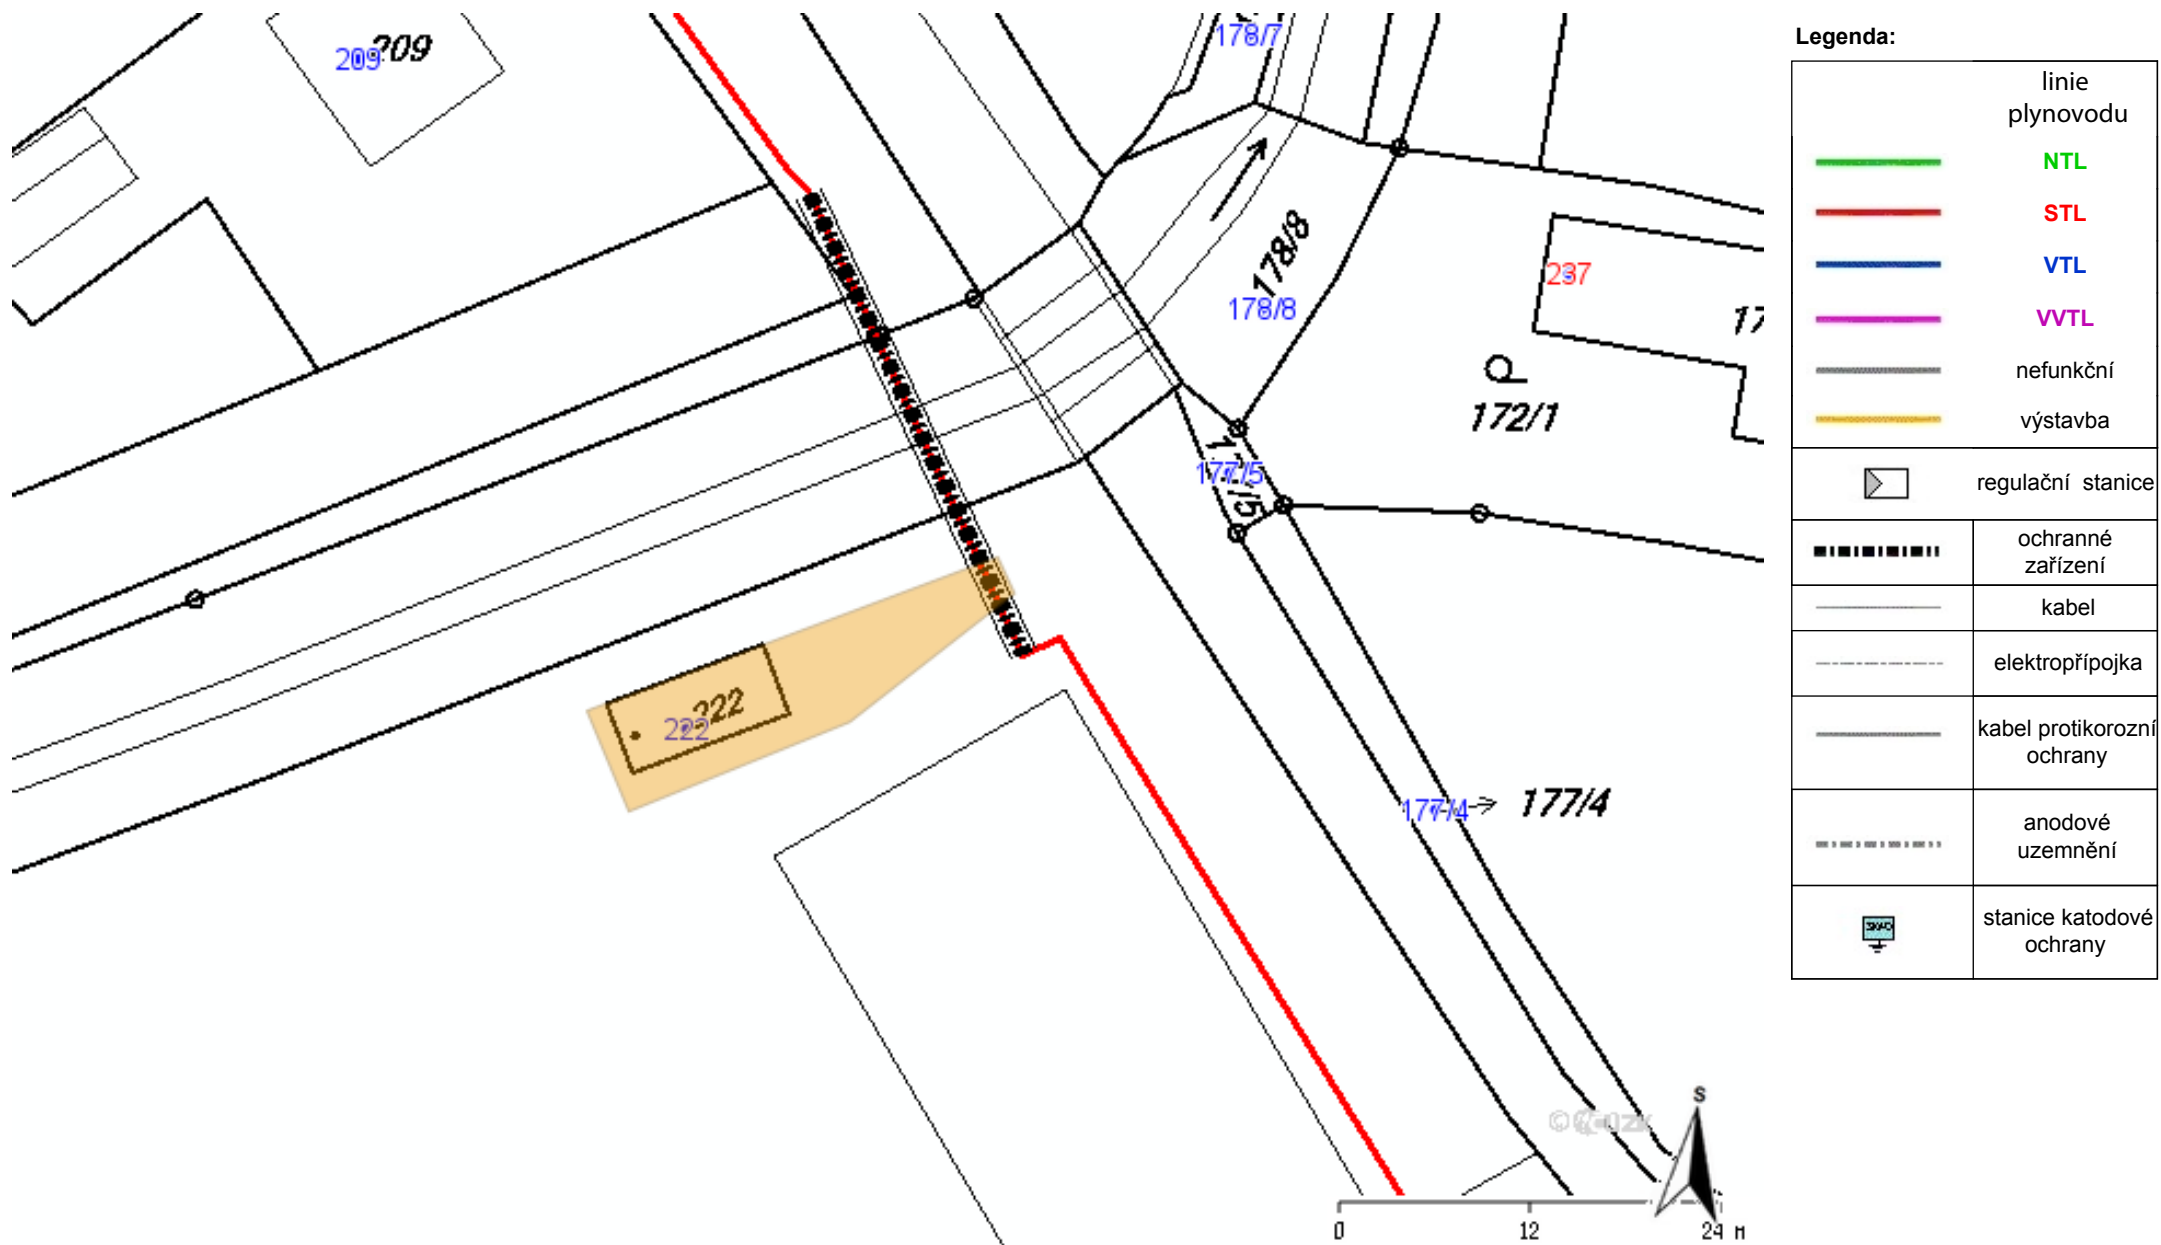 209
209
178/7
178/8
178/8
237
17
172/1
177/5
222
222
177/4
177/4
S
0 12 24 M
Legenda:
linie
plynovodu
NTL
STL
VTL
VVTL
nefunkční
výstavba
regulační stanice
ochranné
zařízení
kabel
elektropřípojka
kabel protikorozní
ochrany
anodové
uzemnění
stanice katodové
ochrany